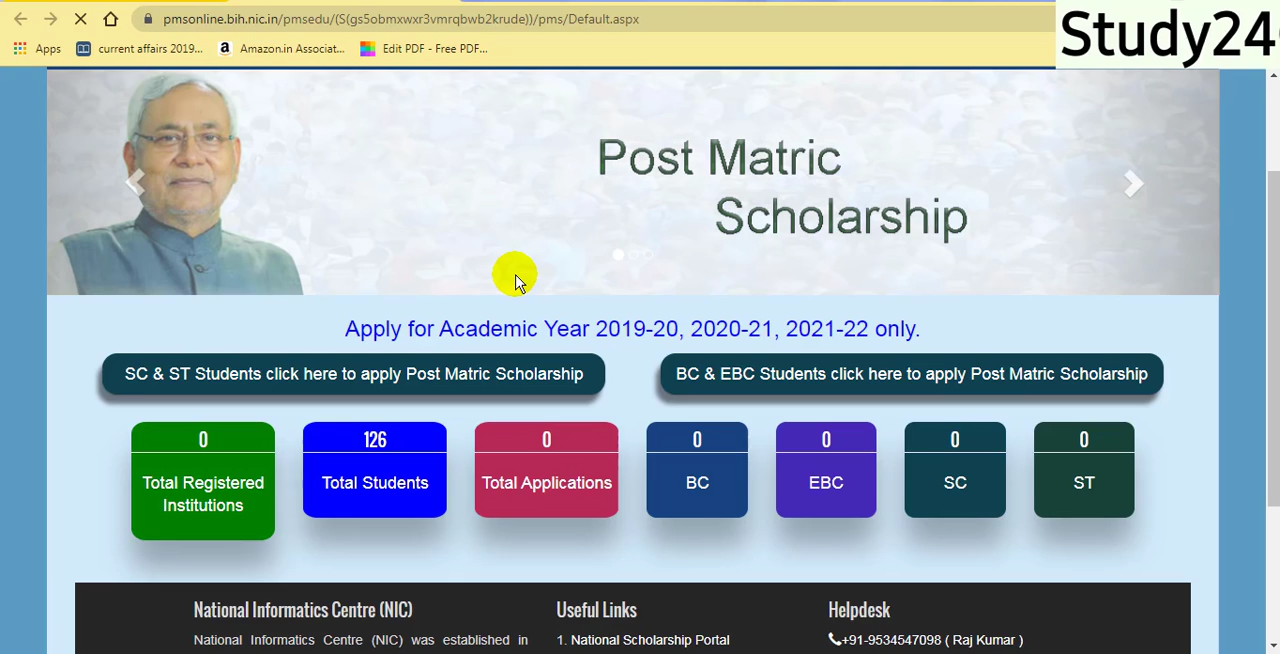 pmsonline.bih.nic.in/pmsedu/(S(gs5obmxwxr3vmrqbwb2krude))/pms/Default.aspx
Study24
Apps
current affairs 2019...
a
Amazon.in Associat...
Edit PDF - Free PDF...
Post Matric
Scholarship
Apply for Academic Year 2019-20, 2020-21, 2021-22 only.
SC & ST Students click here to apply Post Matric Scholarship
BC & EBC Students click here to apply Post Matric Scholarship
0
Total Registered
Institutions
126
Total Students
0
Total Applications
0
BC
0
EBC
0
SC
0
ST
National Informatics Centre (NIC)
National Informatics Centre (NIC) was established in
Useful Links
1. National Scholarship Portal
Helpdesk
+91-9534547098 ( Raj Kumar )